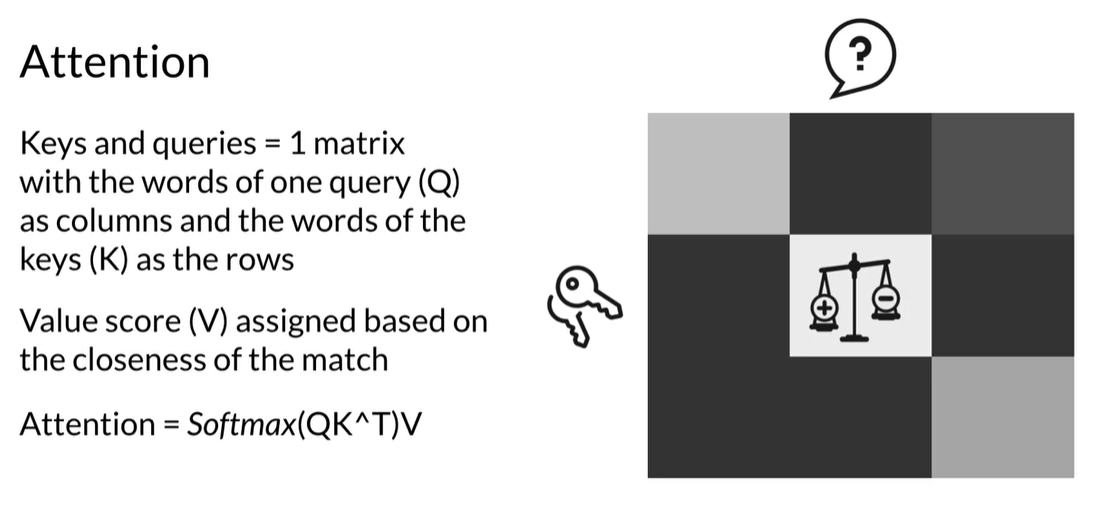 Attention
Keys and queries = 1 matrix
with the words of one query (Q)
as columns and the words of the
keys (K) as the rows
Value score (V) assigned based on
the closeness of the match
Attention = Softmax(QK^T)V
?
+
−